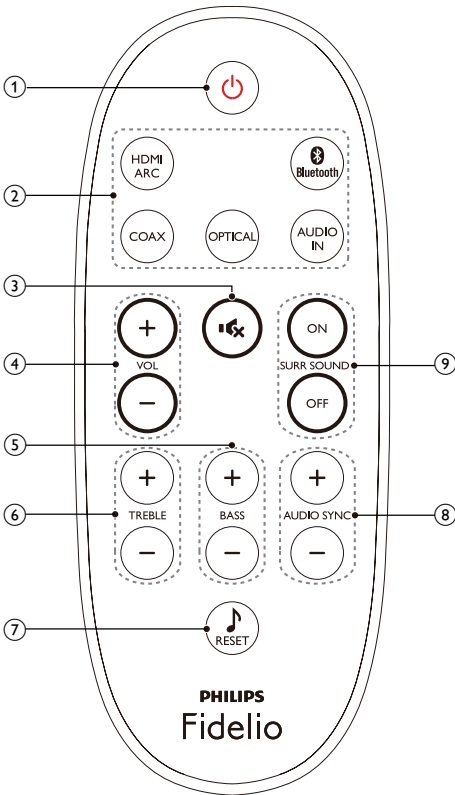 ①
HDMI
ARC
Bluetooth
②
COAX
OPTICAL
AUDIO
IN
③
+
ON
④
VOL
SURR SOUND
⑨
−
OFF
⑤
+
+
+
⑥
TREBLE
BASS
AUDIO SYNC
⑧
−
−
−
⑦
RESET
PHILIPS
Fidelio